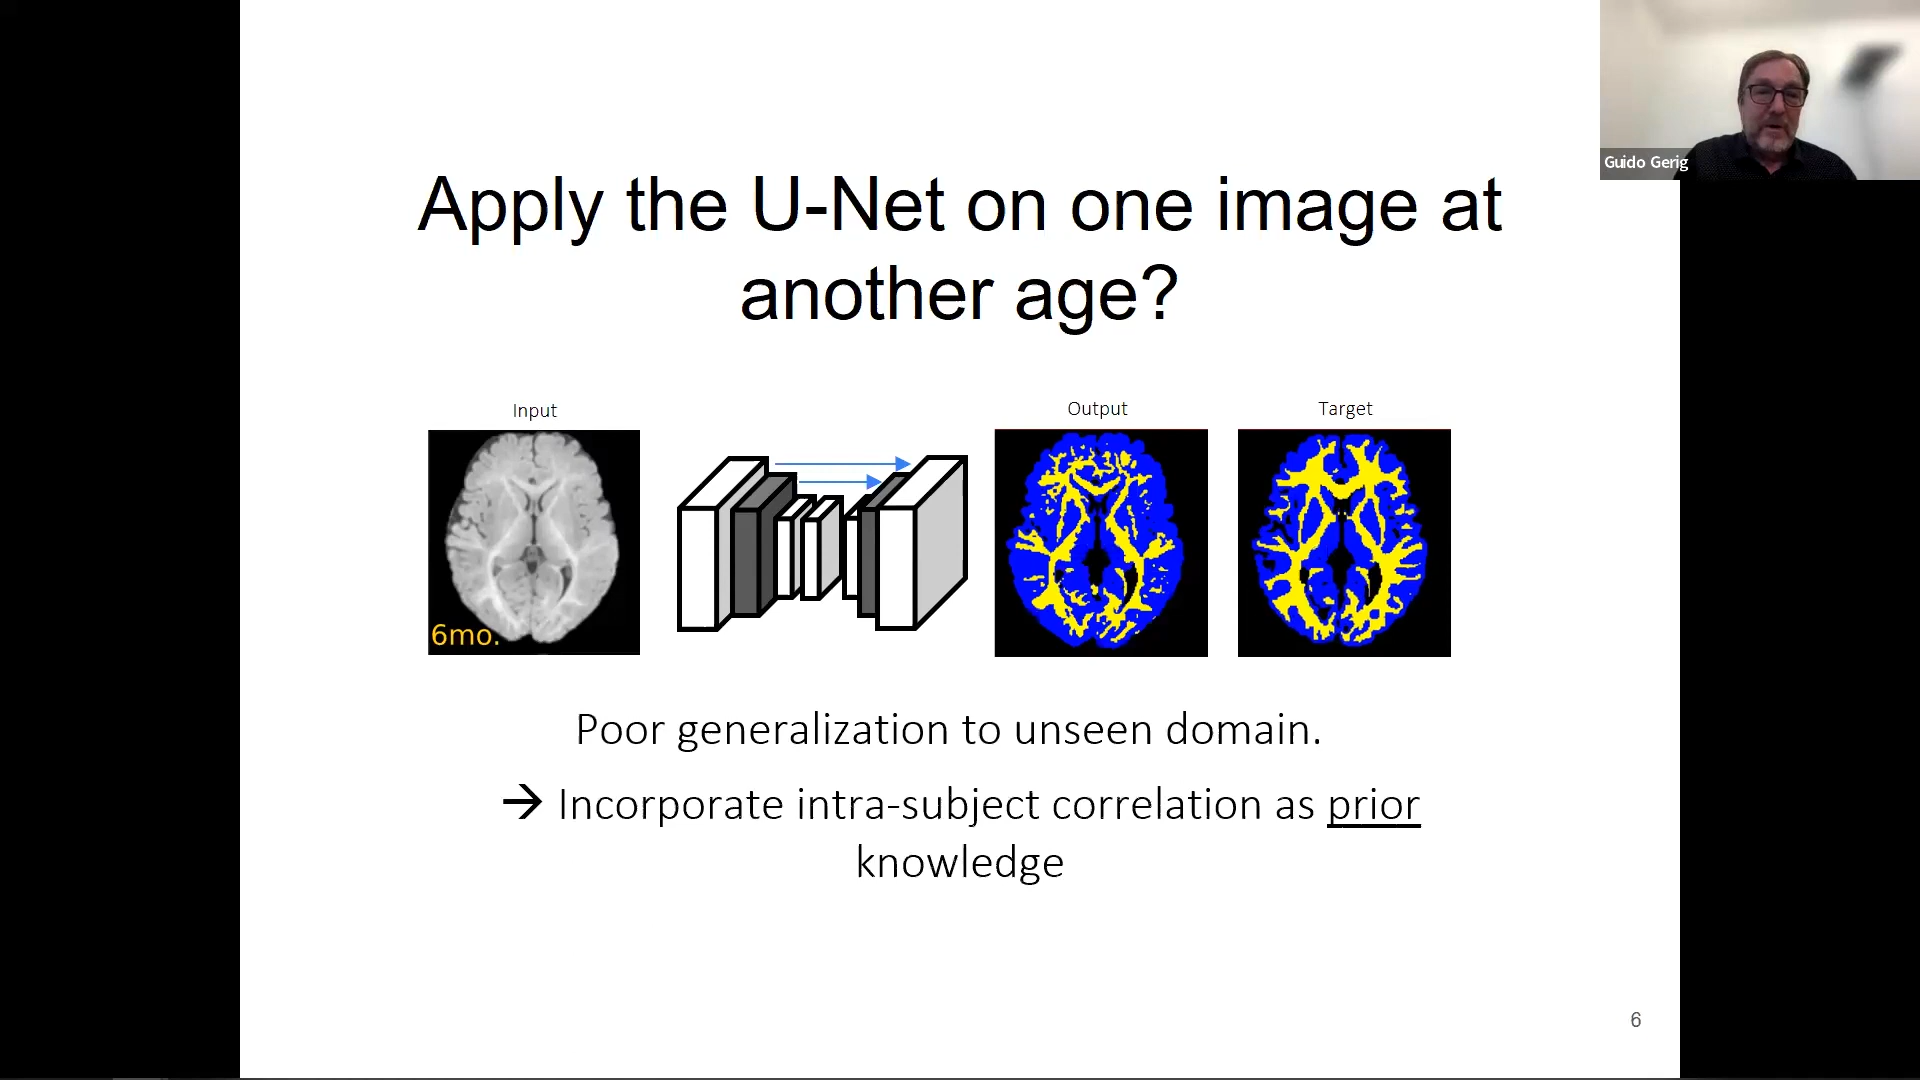 Guido Gerig
Apply the U-Net on one image at
another age?
Input
Output
Target
6mo.
Poor generalization to unseen domain.
→ Incorporate intra-subject correlation as prior
knowledge
6